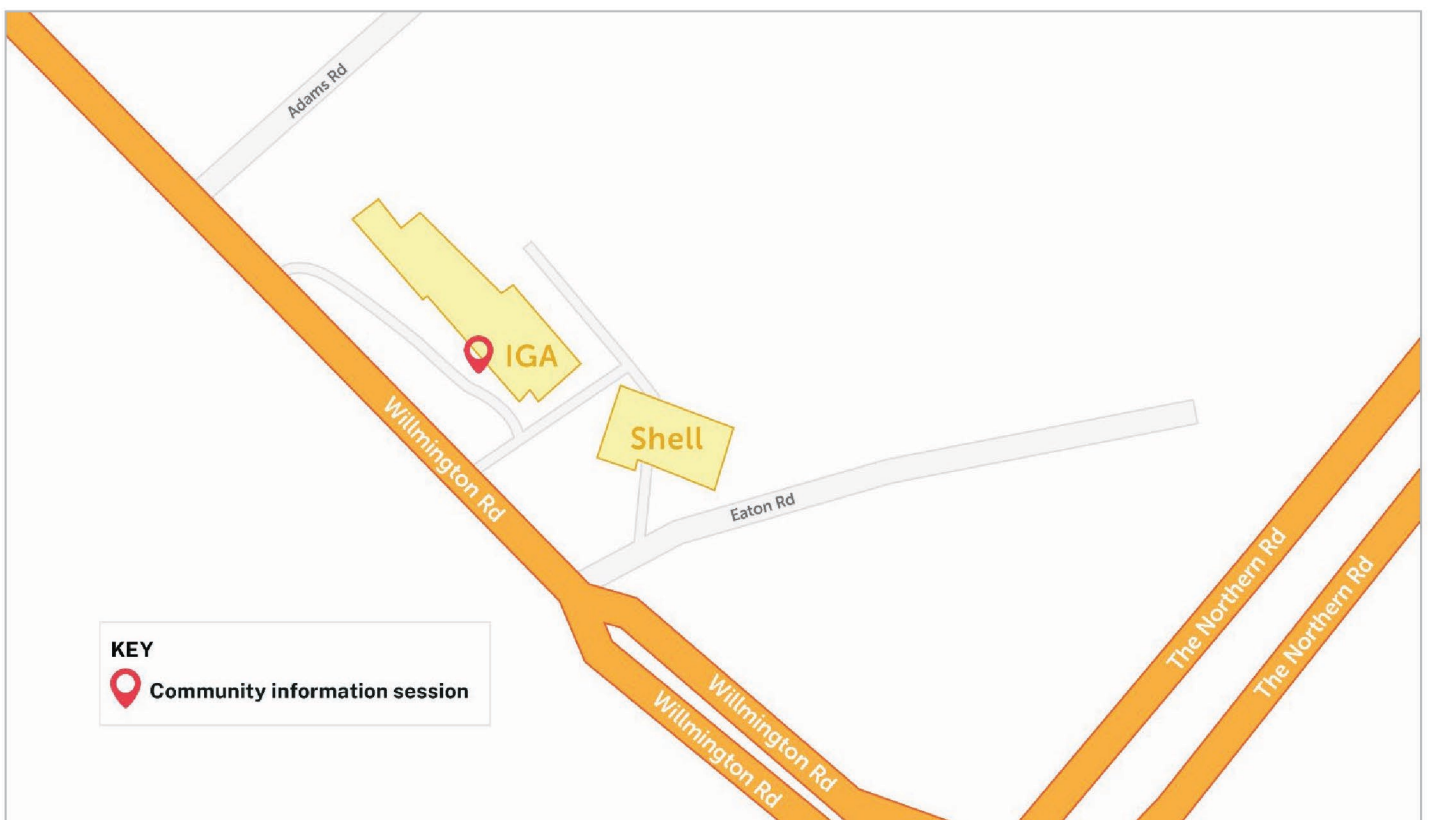 Adams Rd
IGA
Willmington Rd
Shell
Eaton Rd
The Northern Rd
The Northern Rd
KEY
Community information session
Willmington Rd
Willmington Rd